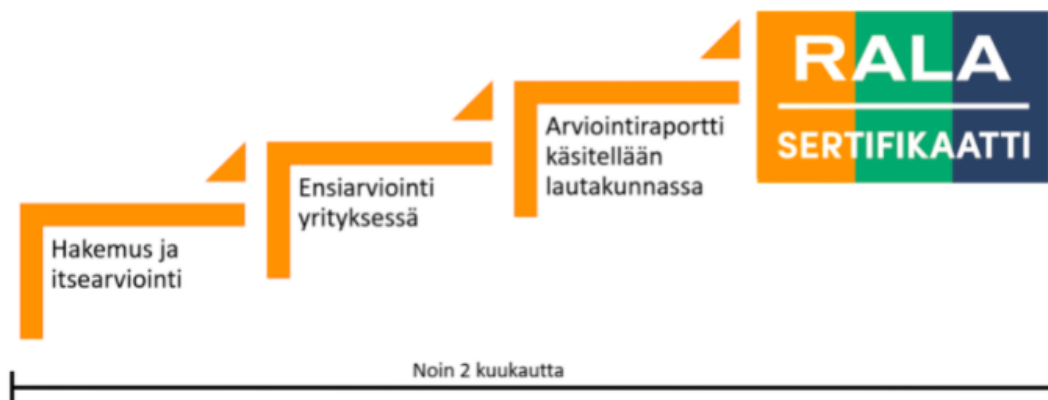 Hakemus ja
itsearviointi
Ensiarviointi
yrityksessä
Arviointiraportti
käsitellään
lautakunnassa
RALA
SERTIFIKAATTI
Noin 2 kuukautta